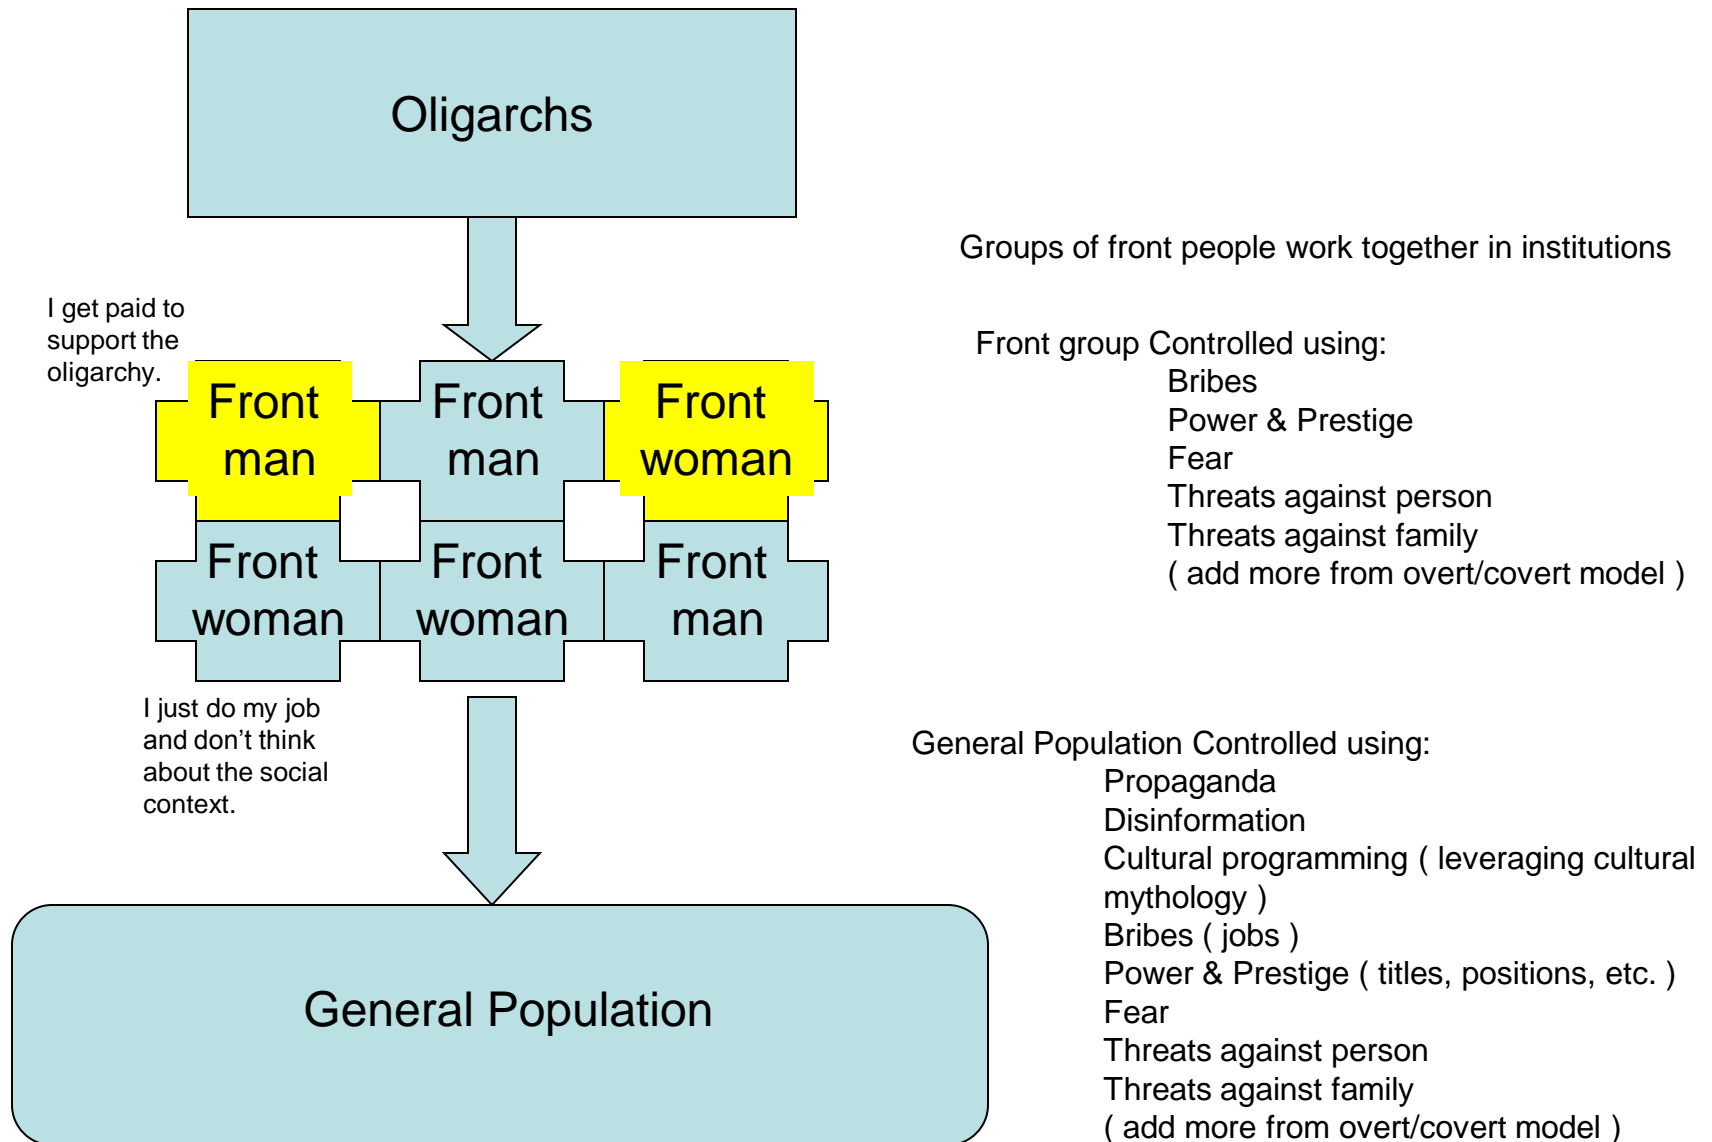 Oligarchs
Groups of front people work together in institutions
I get paid to
support the
oligarchy.
Front group Controlled using:
Bribes
Power & Prestige
Fear
Threats against person
Threats against family
( add more from overt/covert model )
Front
man
Front
man
Front
woman
Front
woman
Front
woman
Front
man
I just do my job
and don’t think
about the social
context.
General Population Controlled using:
Propaganda
Disinformation
Cultural programming ( leveraging cultural
mythology )
Bribes ( jobs )
Power & Prestige ( titles, positions, etc. )
Fear
Threats against person
Threats against family
( add more from overt/covert model )
General Population